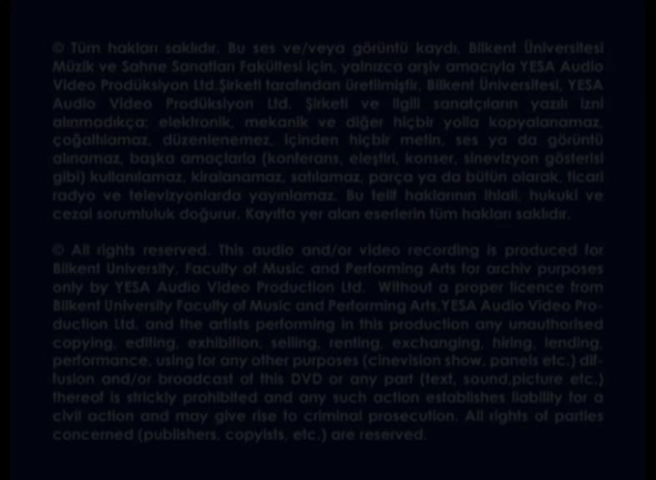 © Tüm hakları saklıdır. Bu ses ve/veya görüntü kaydı, Bilkent Üniversitesi
Müzik ve Sahne Sanatları Fakültesi için, yalnızca arşiv amacıyla YESA Audio
Video Prodüksiyon Ltd.Şirketi tarafından üretilmiştir. Bilkent Üniversitesi, YESA
Audio Video Prodüksiyon Ltd. Şirketi ve ilgili sanatçıların yazılı izni
alınmadıkça; elektronik, mekanik ve diğer hiçbir yolla kopyalanamaz,
çoğaltılamaz, düzenlenemez, içinden hiçbir metin, ses ya da görüntü
alınamaz, başka amaçlarla (konferans, eleştiri, konser, sinevizyon gösterisi
gibi) kullanılamaz, kiralanamaz, satılamaz, parça ya da bütün olarak, ticari
radyo ve televizyonlarda yayınlamaz. Bu telif haklarının ihlali, hukuki ve
cezai sorumluluk doğurur. Kayıtta yer alan eserlerin tüm hakları saklıdır.
© All rights reserved. This audio and/or video recording is produced for
Bilkent University, Faculty of Music and Performing Arts for archiv purposes
only by YESA Audio Video Production Ltd. Without a proper licence from
Bilkent University Faculty of Music and Performing Arts,YESA Audio Video Pro-
duction Ltd. and the artists performing in this production any unauthorised
copying, editing, exhibition, selling, renting, exchanging, hiring, lending,
performance, using for any other purposes (cinevision show, panels etc.) dif-
fusion and/or broadcast of this DVD or any part (text, sound,picture etc.)
thereof is strickly prohibited and any such action establishes liability for a
civil action and may give rise to criminal prosecution. All rights of parties
concerned (publishers, copyists, etc.) are reserved.